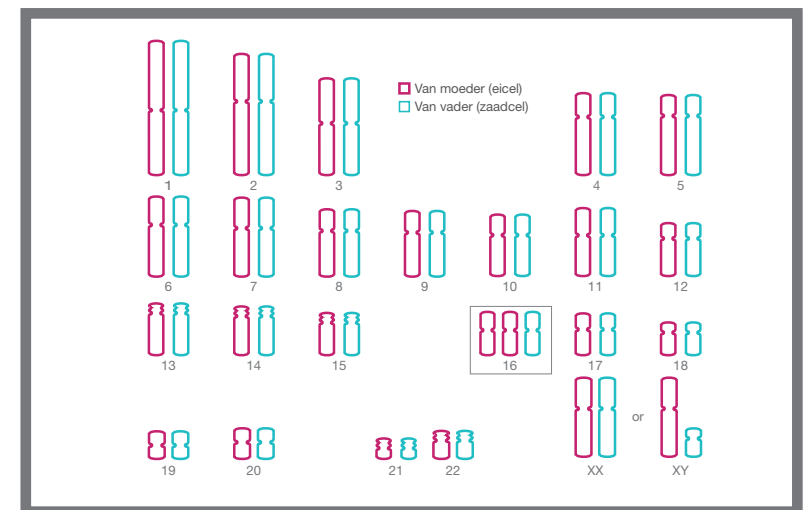 Van moeder (eicel)
Van vader (zaadcel)
1 2 3 4 5
6 7 8 9 10 11 12
13 14 15 16 17 18
or
19 20 21 22 XX XY